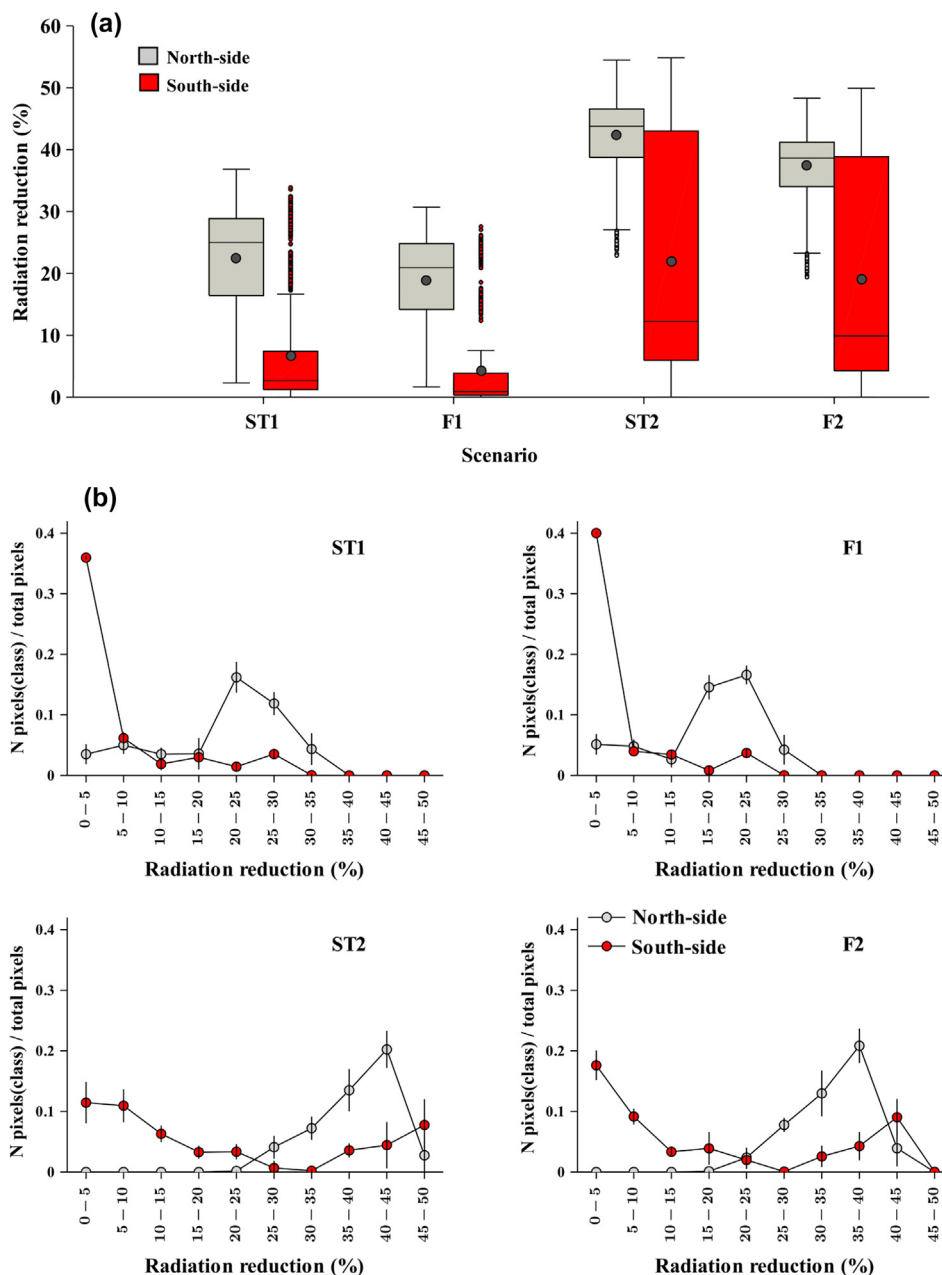 (a)
North-side
South-side
Radiation reduction (%)
60
50
40
30
20
10
0
ST1 F1 ST2 F2
Scenario
(b)
ST1
N pixels(class) / total pixels
0.4
0.3
0.2
0.1
0
0 – 5
5 – 10
10 – 15
15 – 20
20 – 25
25 – 30
30 – 35
35 – 40
40 – 45
45 – 50
Radiation reduction (%)
F1
N pixels(class) / total pixels
0.4
0.3
0.2
0.1
0
0 – 5
5 – 10
10 – 15
15 – 20
20 – 25
25 – 30
30 – 35
35 – 40
40 – 45
45 – 50
Radiation reduction (%)
ST2
N pixels(class) / total pixels
0.4
0.3
0.2
0.1
0
0 – 5
5 – 10
10 – 15
15 – 20
20 – 25
25 – 30
30 – 35
35 – 40
40 – 45
45 – 50
Radiation reduction (%)
North-side
South-side
F2
N pixels(class) / total pixels
0.4
0.3
0.2
0.1
0
0 – 5
5 – 10
10 – 15
15 – 20
20 – 25
25 – 30
30 – 35
35 – 40
40 – 45
45 – 50
Radiation reduction (%)